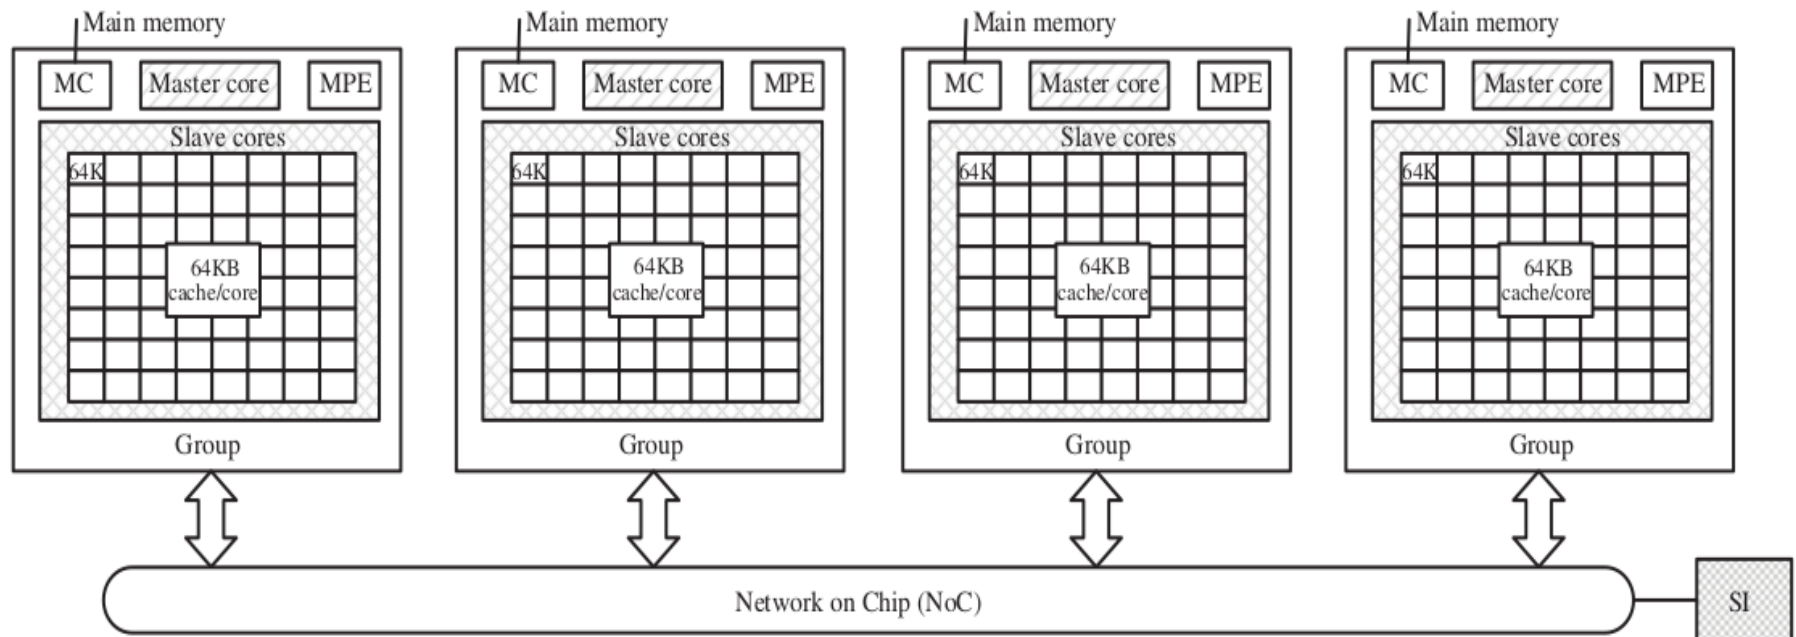 Main memory
Main memory
Main memory
Main memory
MC Master core MPE
MC Master core MPE
MC Master core MPE
MC Master core MPE
Slave cores
Slave cores
Slave cores
Slave cores
64K
64K
64K
64K
64KB
cache/core
64KB
cache/core
64KB
cache/core
64KB
cache/core
Group
Group
Group
Group
Network on Chip (NoC)
SI